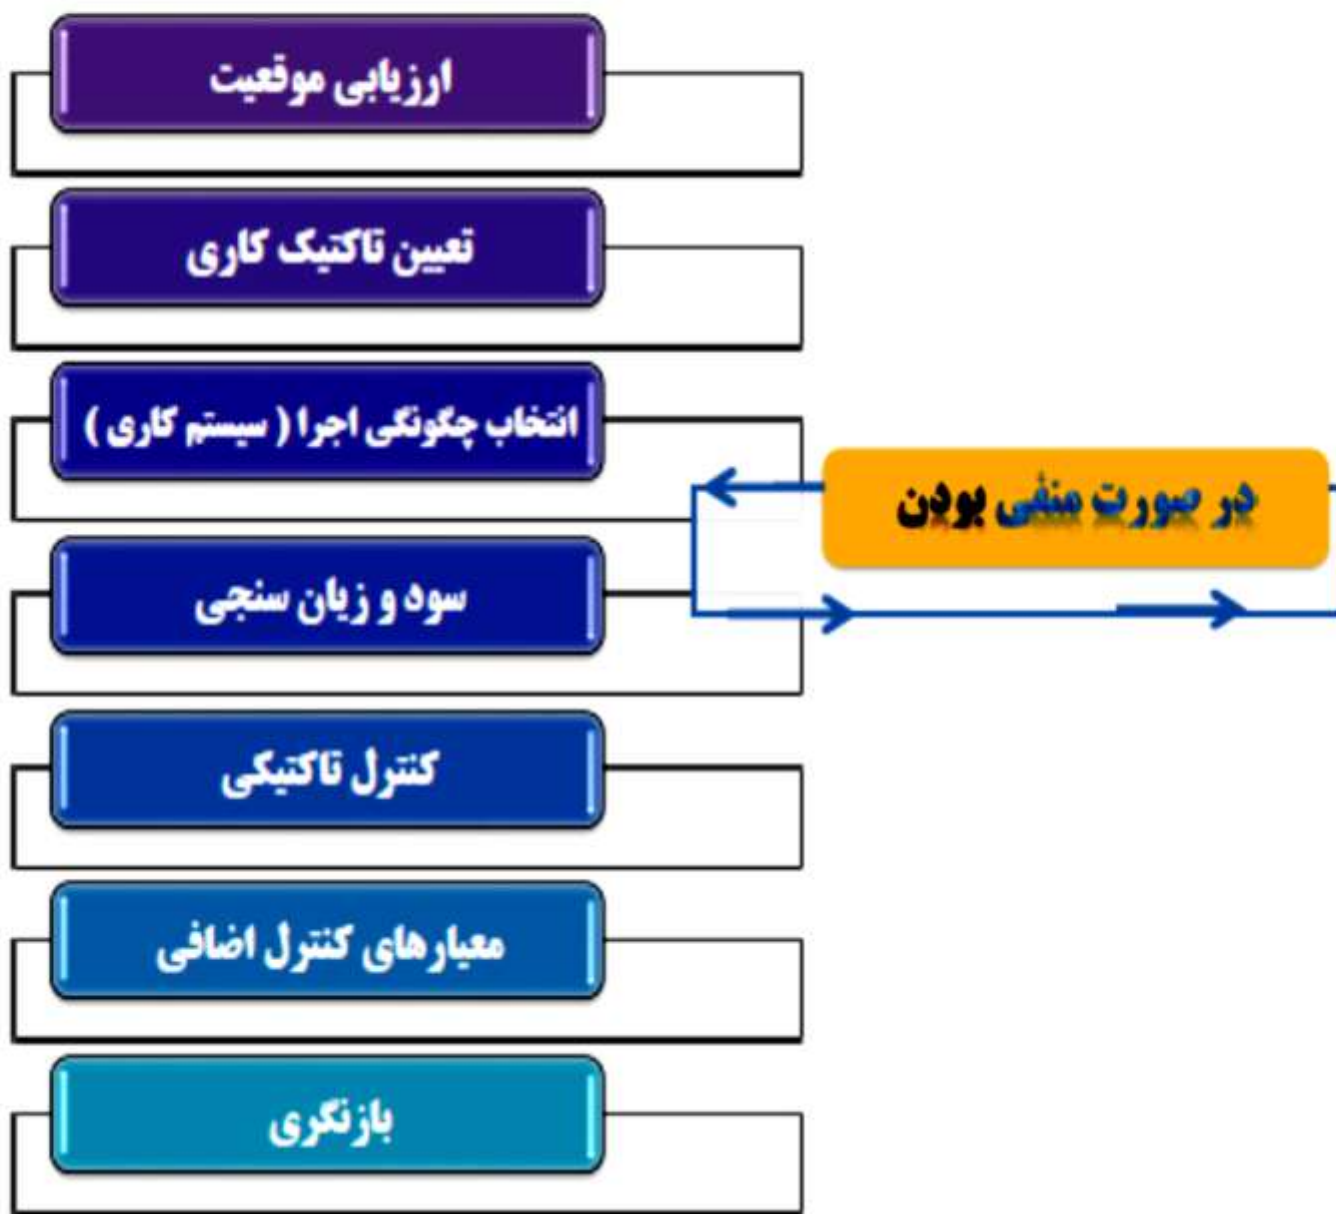 ارزیابی موقعیت
تعیین تاکتیک کاری
انتخاب چگونگی اجرا ( سیستم کاری )
در صورت منفی بودن
سود و زیان سنجی
کنترل تاکتیکی
معیارهای کنترل اضافی
بازنگری